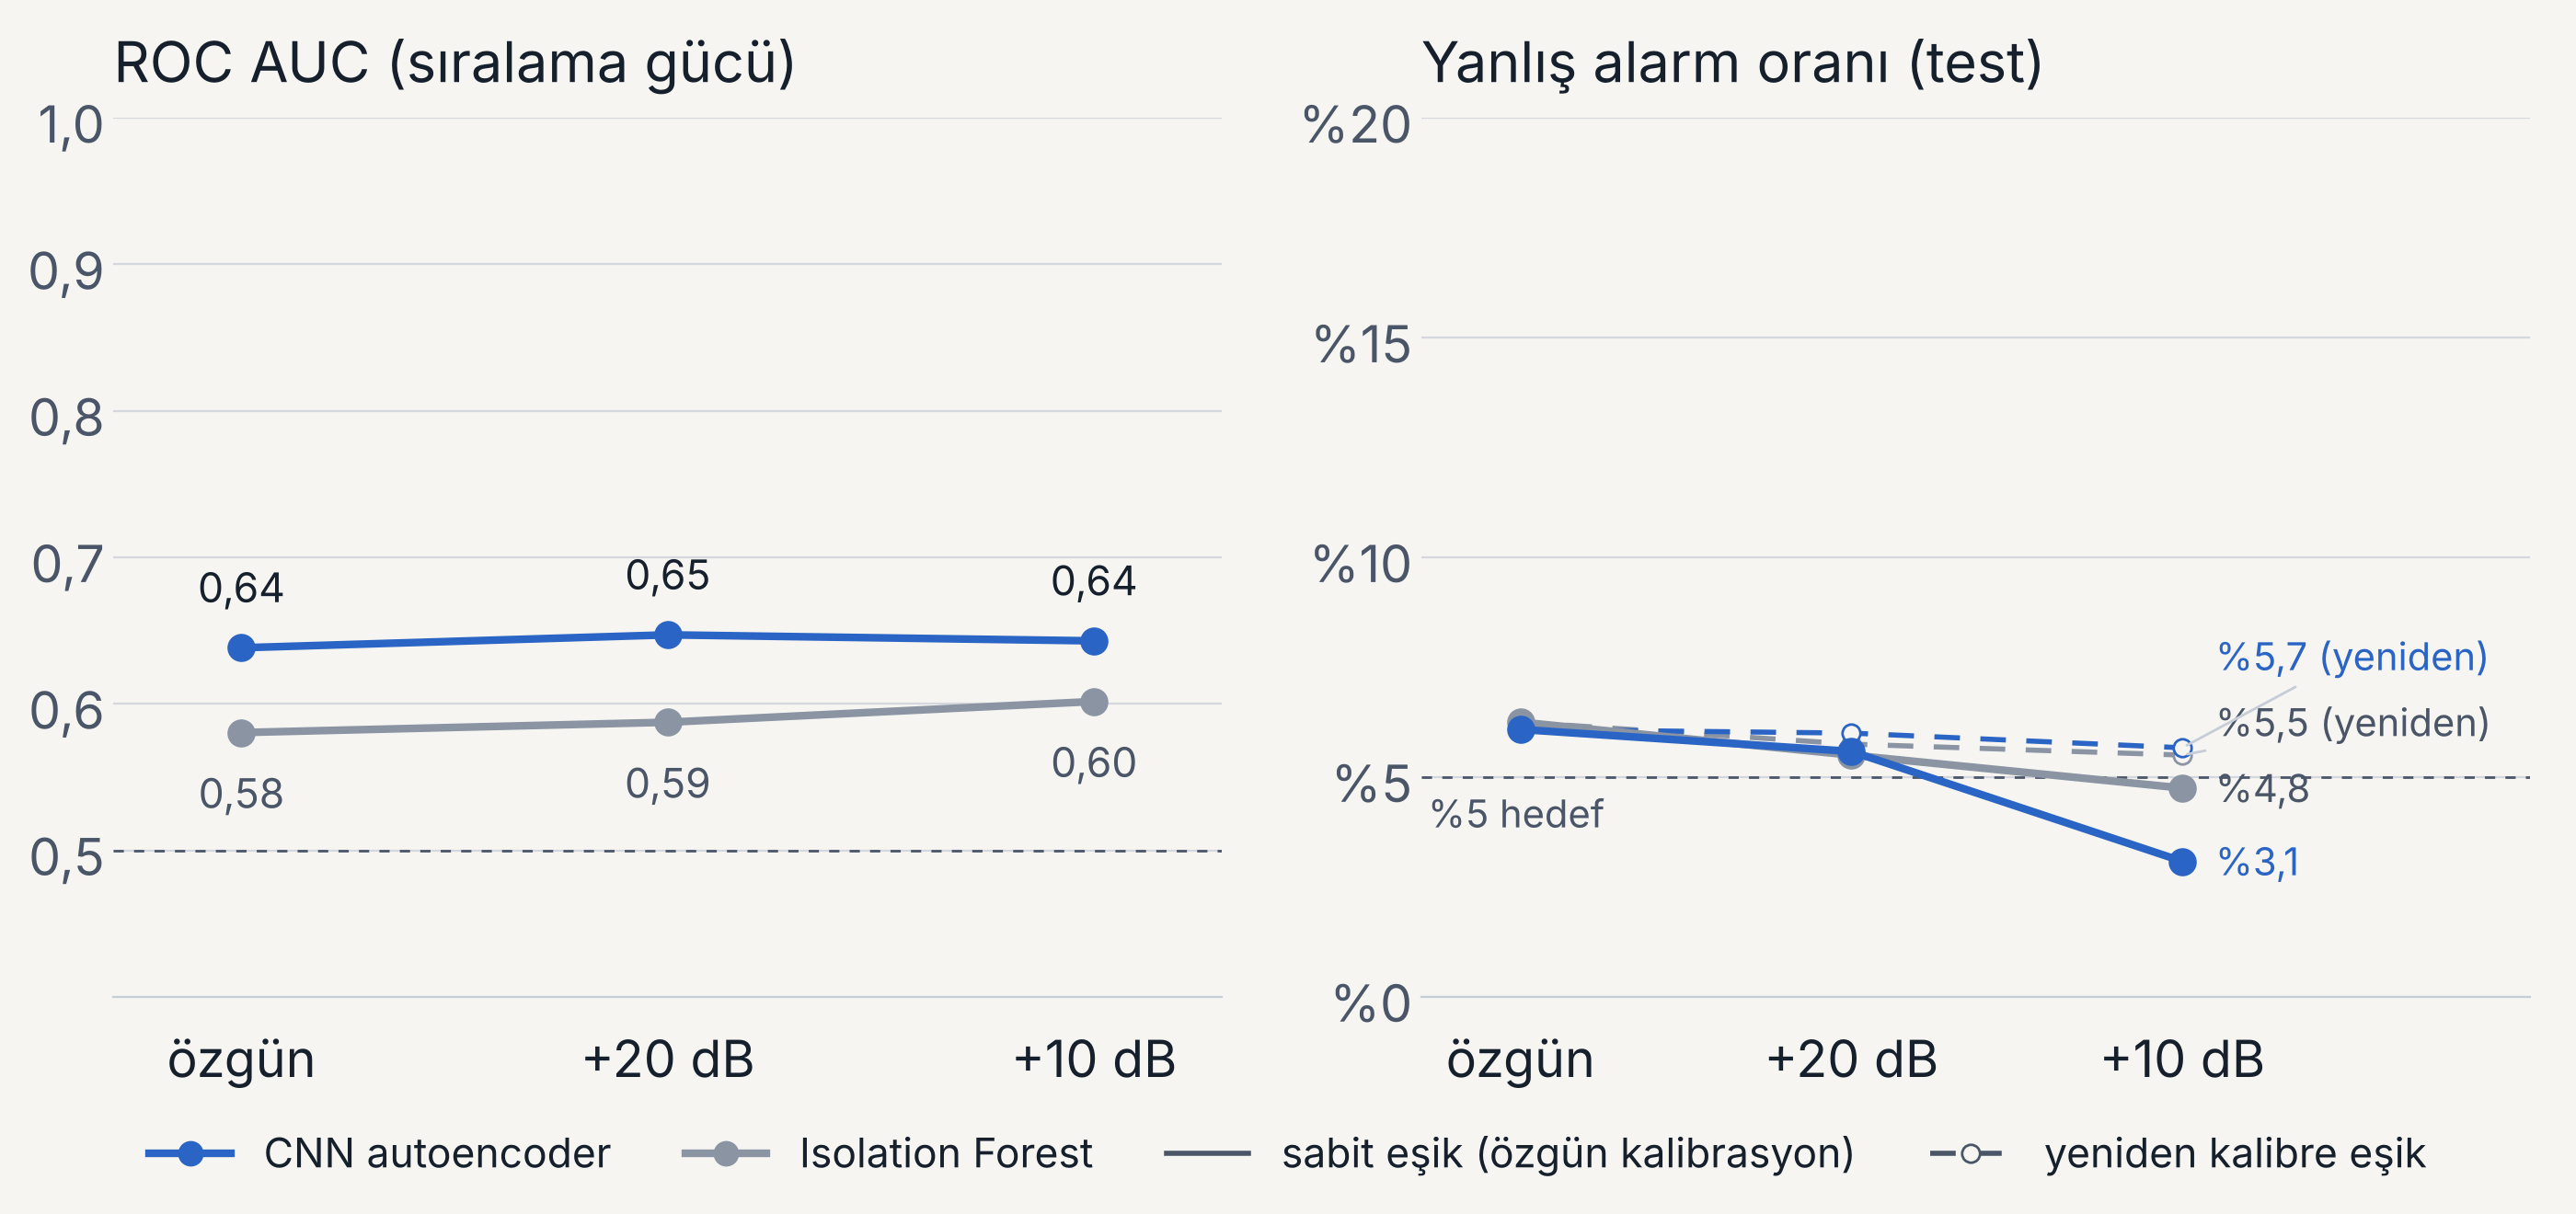 ROC AUC (sıralama gücü)
1,0
0,9
0,8
0,7
0,6
0,5
0,64
0,65
0,64
0,58
0,59
0,60
özgün
+20 dB
+10 dB
Yanlış alarm oranı (test)
%20
%15
%10
%5
%0
%5,7 (yeniden)
%5,5 (yeniden)
%4,8
%3,1
%5 hedef
özgün
+20 dB
+10 dB
CNN autoencoder
Isolation Forest
sabit eşik (özgün kalibrasyon)
yeniden kalibre eşik